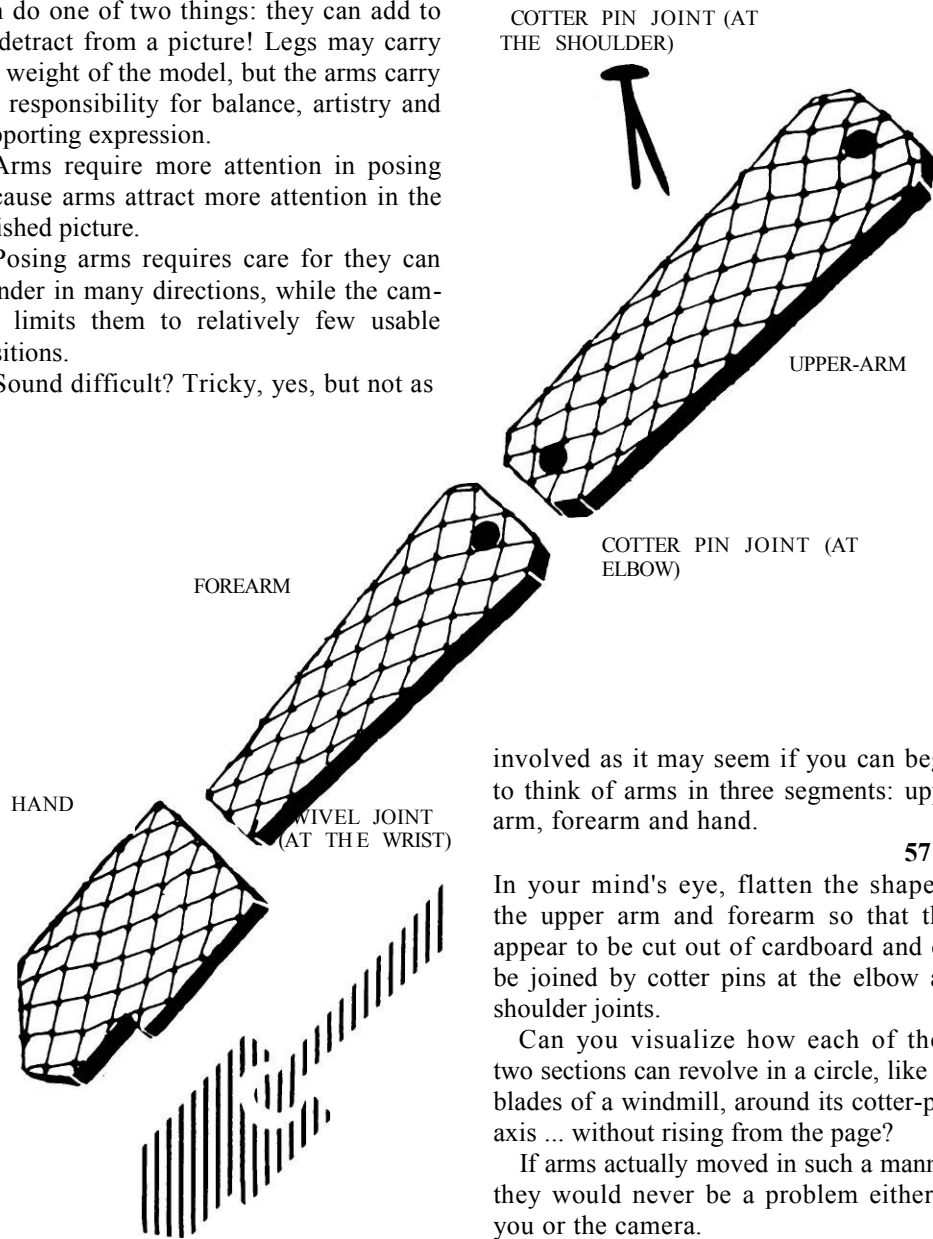 do one of two things: they can add to
detract from a picture! Legs may carry
weight of the model, but the arms carry
responsibility for balance, artistry and
porting expression.
Arms require more attention in posing
cause arms attract more attention in the
ished picture.
Posing arms requires care for they can
nder in many directions, while the cam-
limits them to relatively few usable
sitions.
Sound difficult? Tricky, yes, but not as
COTTER PIN JOINT (AT
THE SHOULDER)
UPPER-ARM
COTTER PIN JOINT (AT
ELBOW)
FOREARM
HAND
WIVEL JOINT
(AT THE WRIST)
involved as it may seem if you can beg
to think of arms in three segments: upp
arm, forearm and hand.
57
In your mind's eye, flatten the shape
the upper arm and forearm so that th
appear to be cut out of cardboard and
be joined by cotter pins at the elbow a
shoulder joints.
Can you visualize how each of the
two sections can revolve in a circle, like
blades of a windmill, around its cotter-p
axis ... without rising from the page?
If arms actually moved in such a mann
they would never be a problem either
you or the camera.